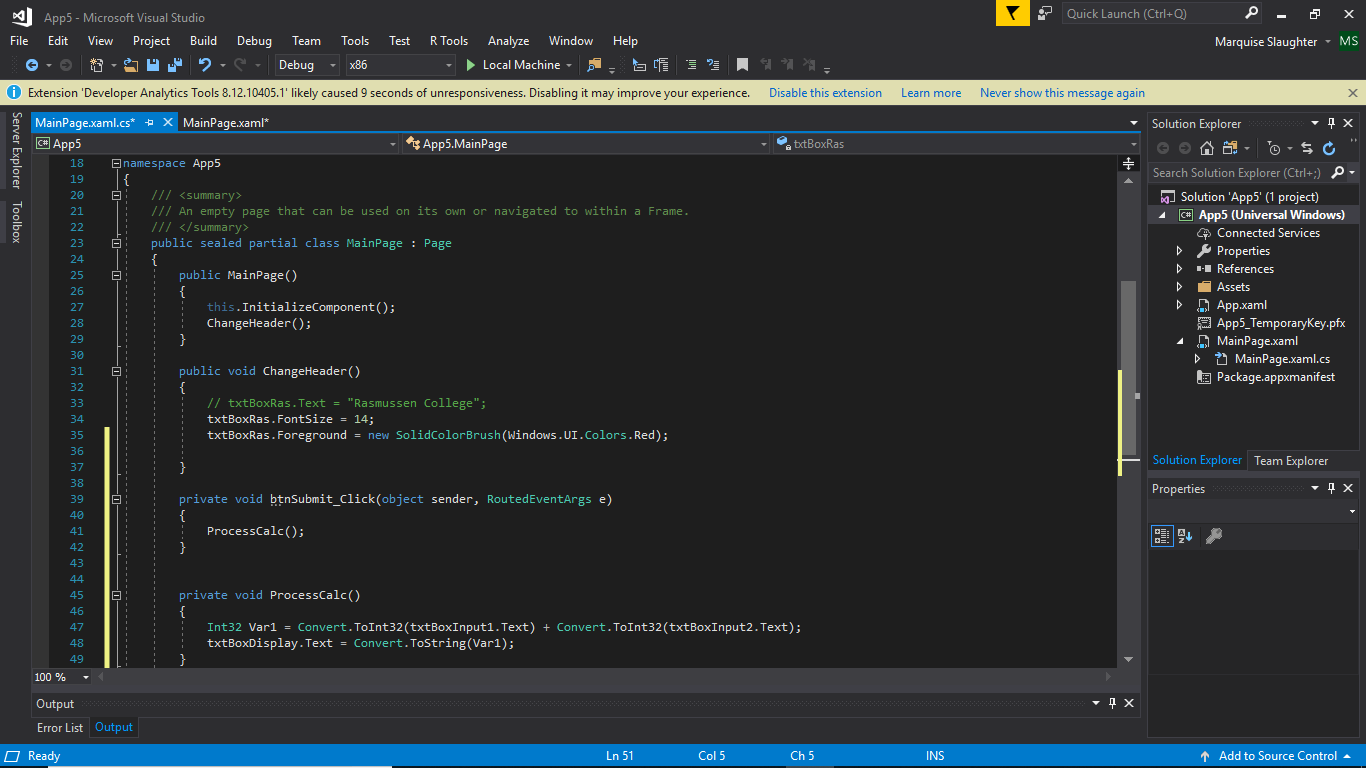 App5 - Microsoft Visual Studio
Quick Launch (Ctrl+Q)
File Edit View Project Build Debug Team Tools Test R Tools Analyze Window Help
Marquise Slaughter MS
Debug x86 Local Machine
Extension 'Developer Analytics Tools 8.12.10405.1' likely caused 9 seconds of unresponsiveness. Disabling it may improve your experience. Disable this extension Learn more Never show this message again
Server Explorer
Toolbox
MainPage.xaml.cs* MainPage.xaml*
C# App5 App5.MainPage txtBoxRas
18 namespace App5
19 {
20 /// <summary>
21 /// An empty page that can be used on its own or navigated to within a Frame.
22 /// </summary>
23 public sealed partial class MainPage : Page
24 {
25 public MainPage()
26 {
27 this.InitializeComponent();
28 ChangeHeader();
29 }
30
31 public void ChangeHeader()
32 {
33 // txtBoxRas.Text = "Rasmussen College";
34 txtBoxRas.FontSize = 14;
35 txtBoxRas.Foreground = new SolidColorBrush(Windows.UI.Colors.Red);
36
37 }
38
39 private void btnSubmit_Click(object sender, RoutedEventArgs e)
40 {
41 ProcessCalc();
42 }
43
44
45 private void ProcessCalc()
46 {
47 Int32 Var1 = Convert.ToInt32(txtBoxInput1.Text) + Convert.ToInt32(txtBoxInput2.Text);
48 txtBoxDisplay.Text = Convert.ToString(Var1);
49 }
100 %
Output
Error List Output
Solution Explorer
Search Solution Explorer (Ctrl+;)
Solution 'App5' (1 project)
C# App5 (Universal Windows)
Connected Services
Properties
References
Assets
App.xaml
App5_TemporaryKey.pfx
MainPage.xaml
MainPage.xaml.cs
Package.appxmanifest
Solution Explorer Team Explorer
Properties
Ready Ln 51 Col 5 Ch 5 INS Add to Source Control